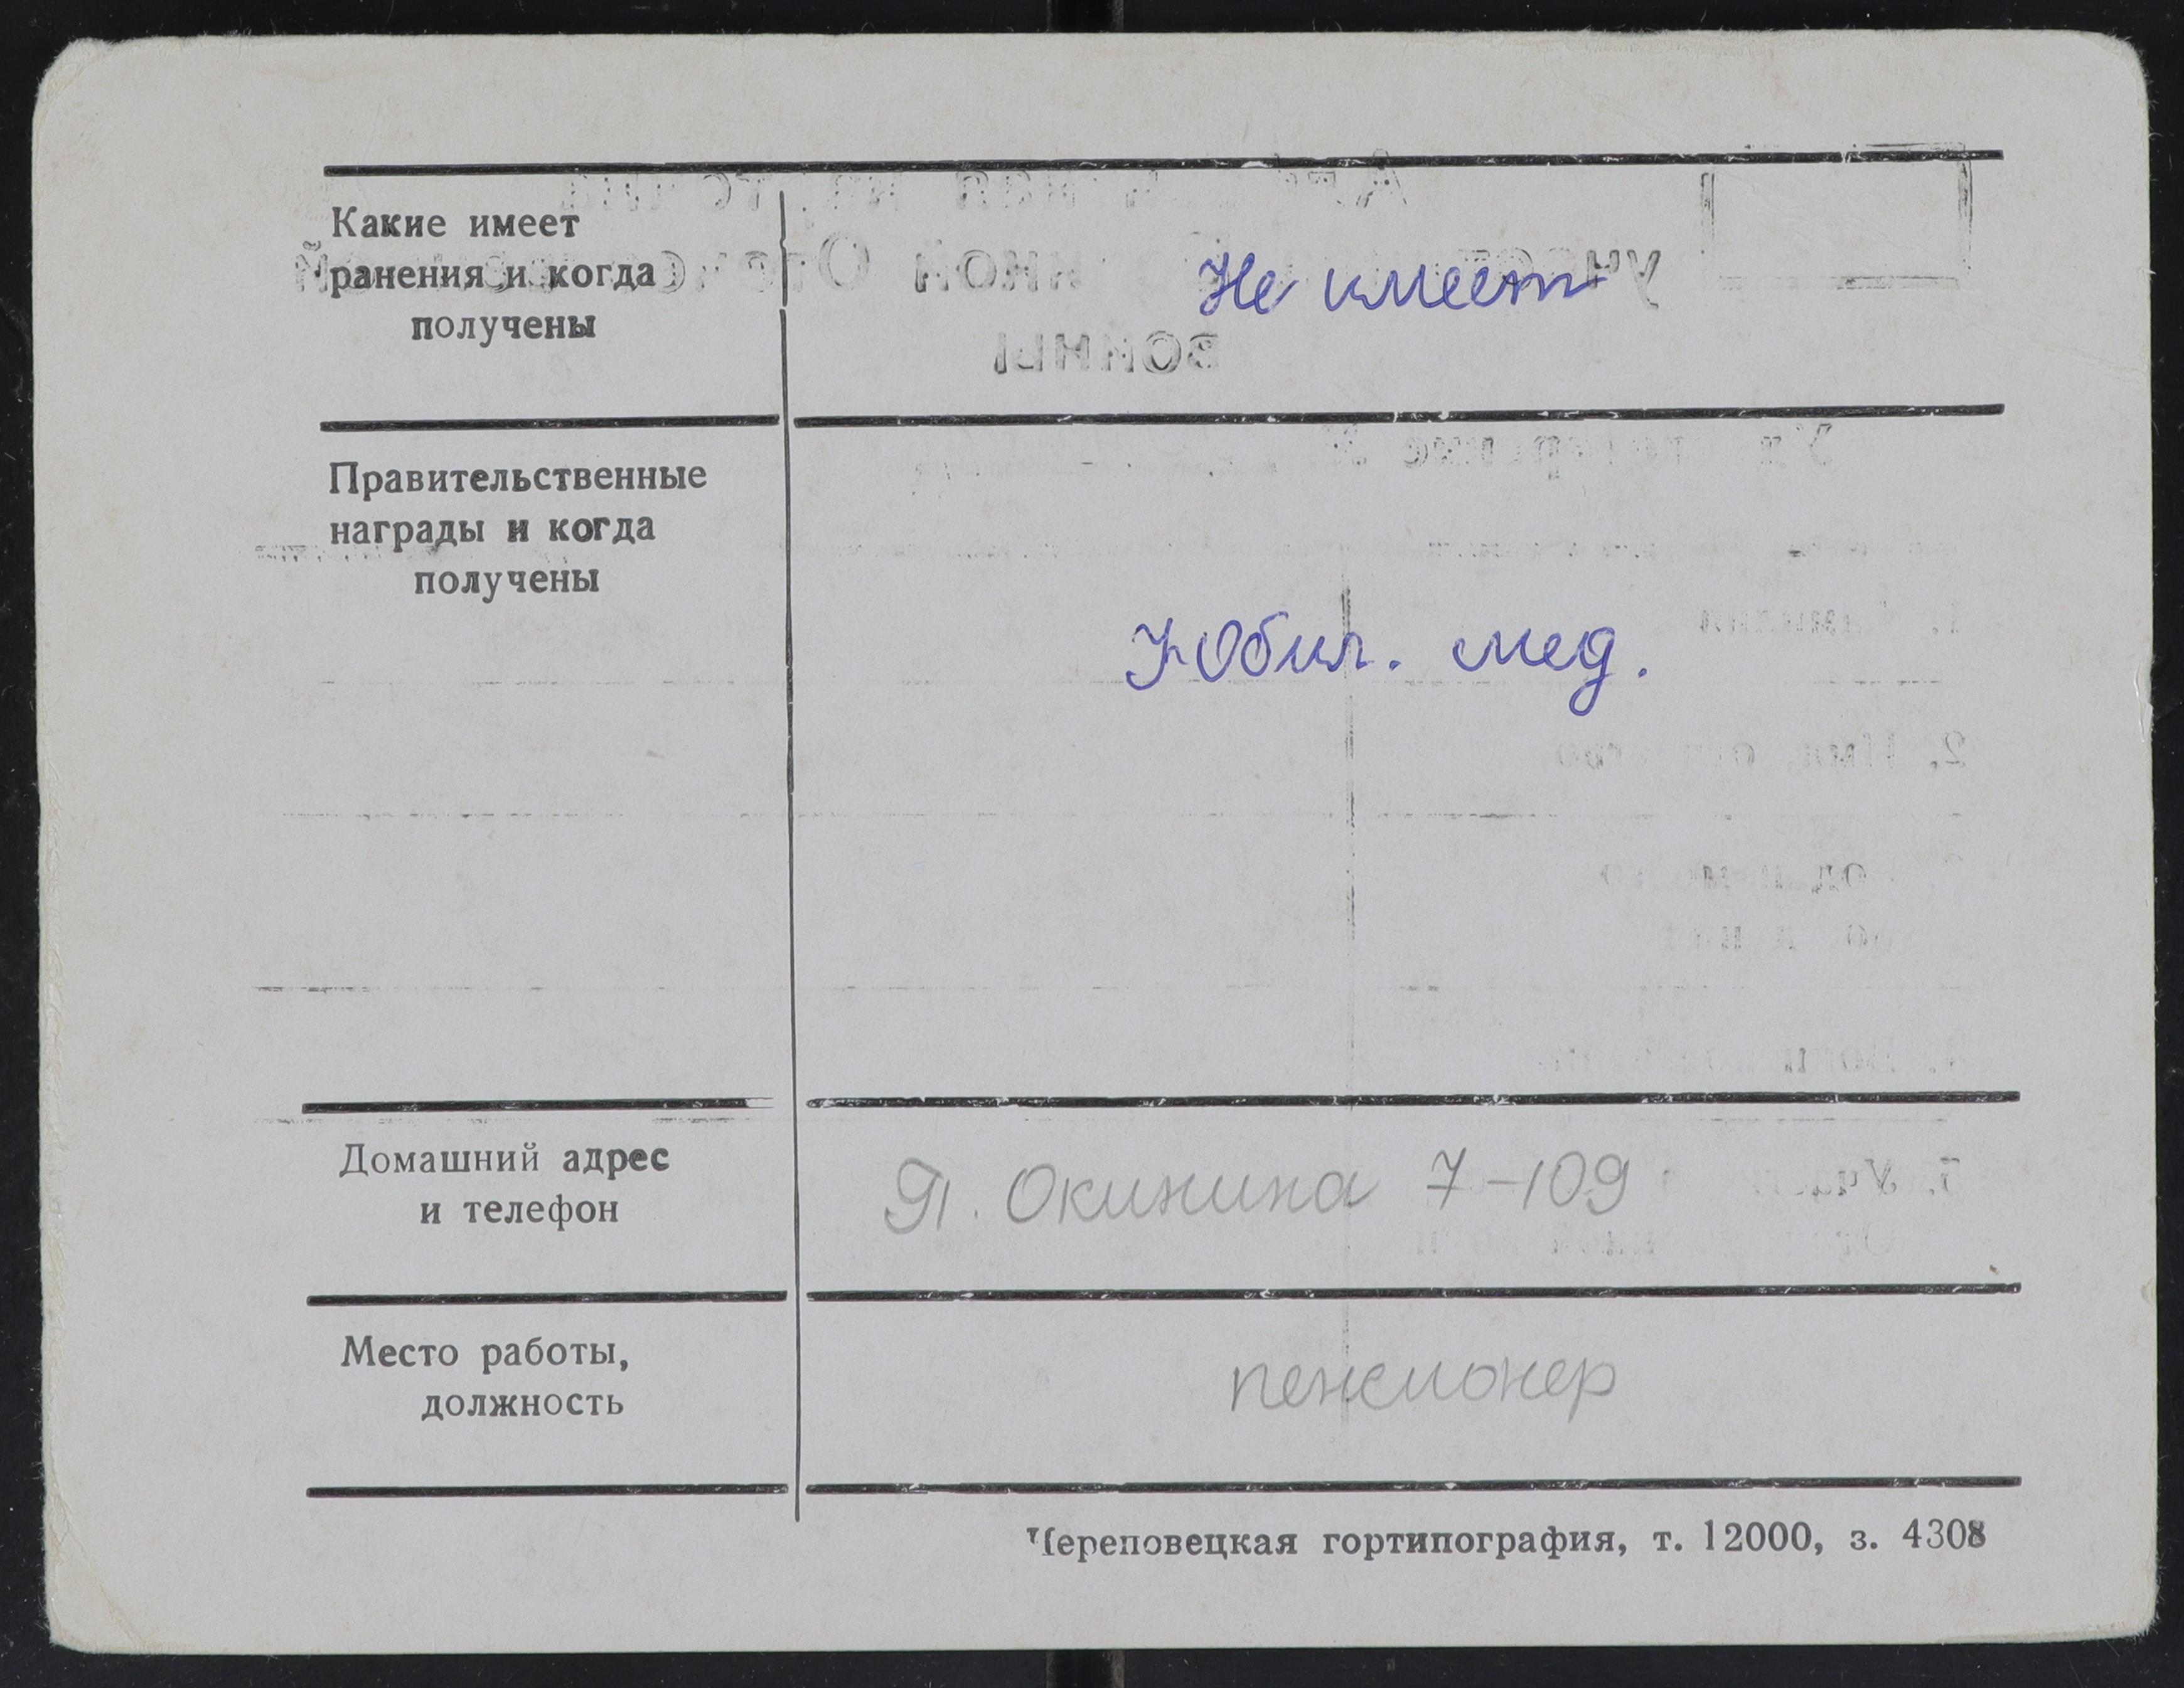 Какие имеет
ранения и когда
получены
Не имеет
Правительственные
награды и когда
получены
Юбил. мед.
Домашний адрес
и телефон
П. Окинина 7-109
Место работы,
должность
пенсионер
Череповецкая гортипография, т. 12000, з. 4308